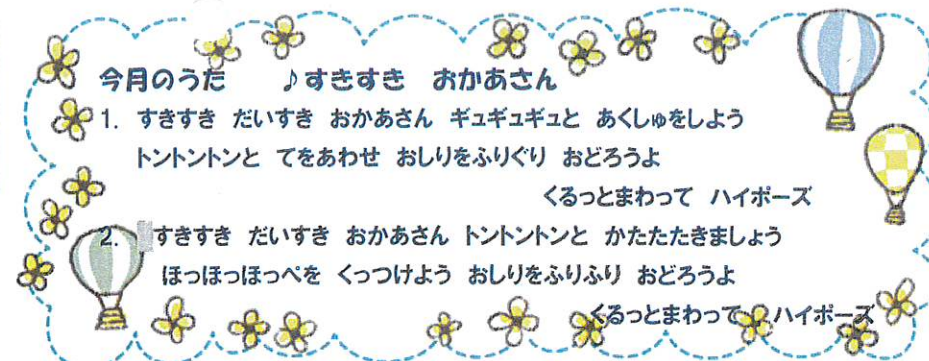 今月のうた　♪すきすき　おかあさん
1. すきすき だいすき おかあさん ギュギュギュと あくしゅをしよう
トントントンと てをあわせ おしりをふりぐり おどろうよ
くるっとまわって ハイポーズ
2. すきすき だいすき おかあさん トントントンと かたたたきましょう
ほっほっほっぺを くっつけよう おしりをふりふり おどろうよ
くるっとまわって ハイポーズ